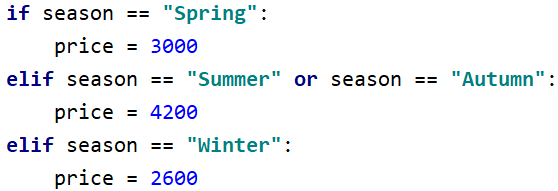 if season == "Spring":
    price = 3000
elif season == "Summer" or season == "Autumn":
    price = 4200
elif season == "Winter":
    price = 2600